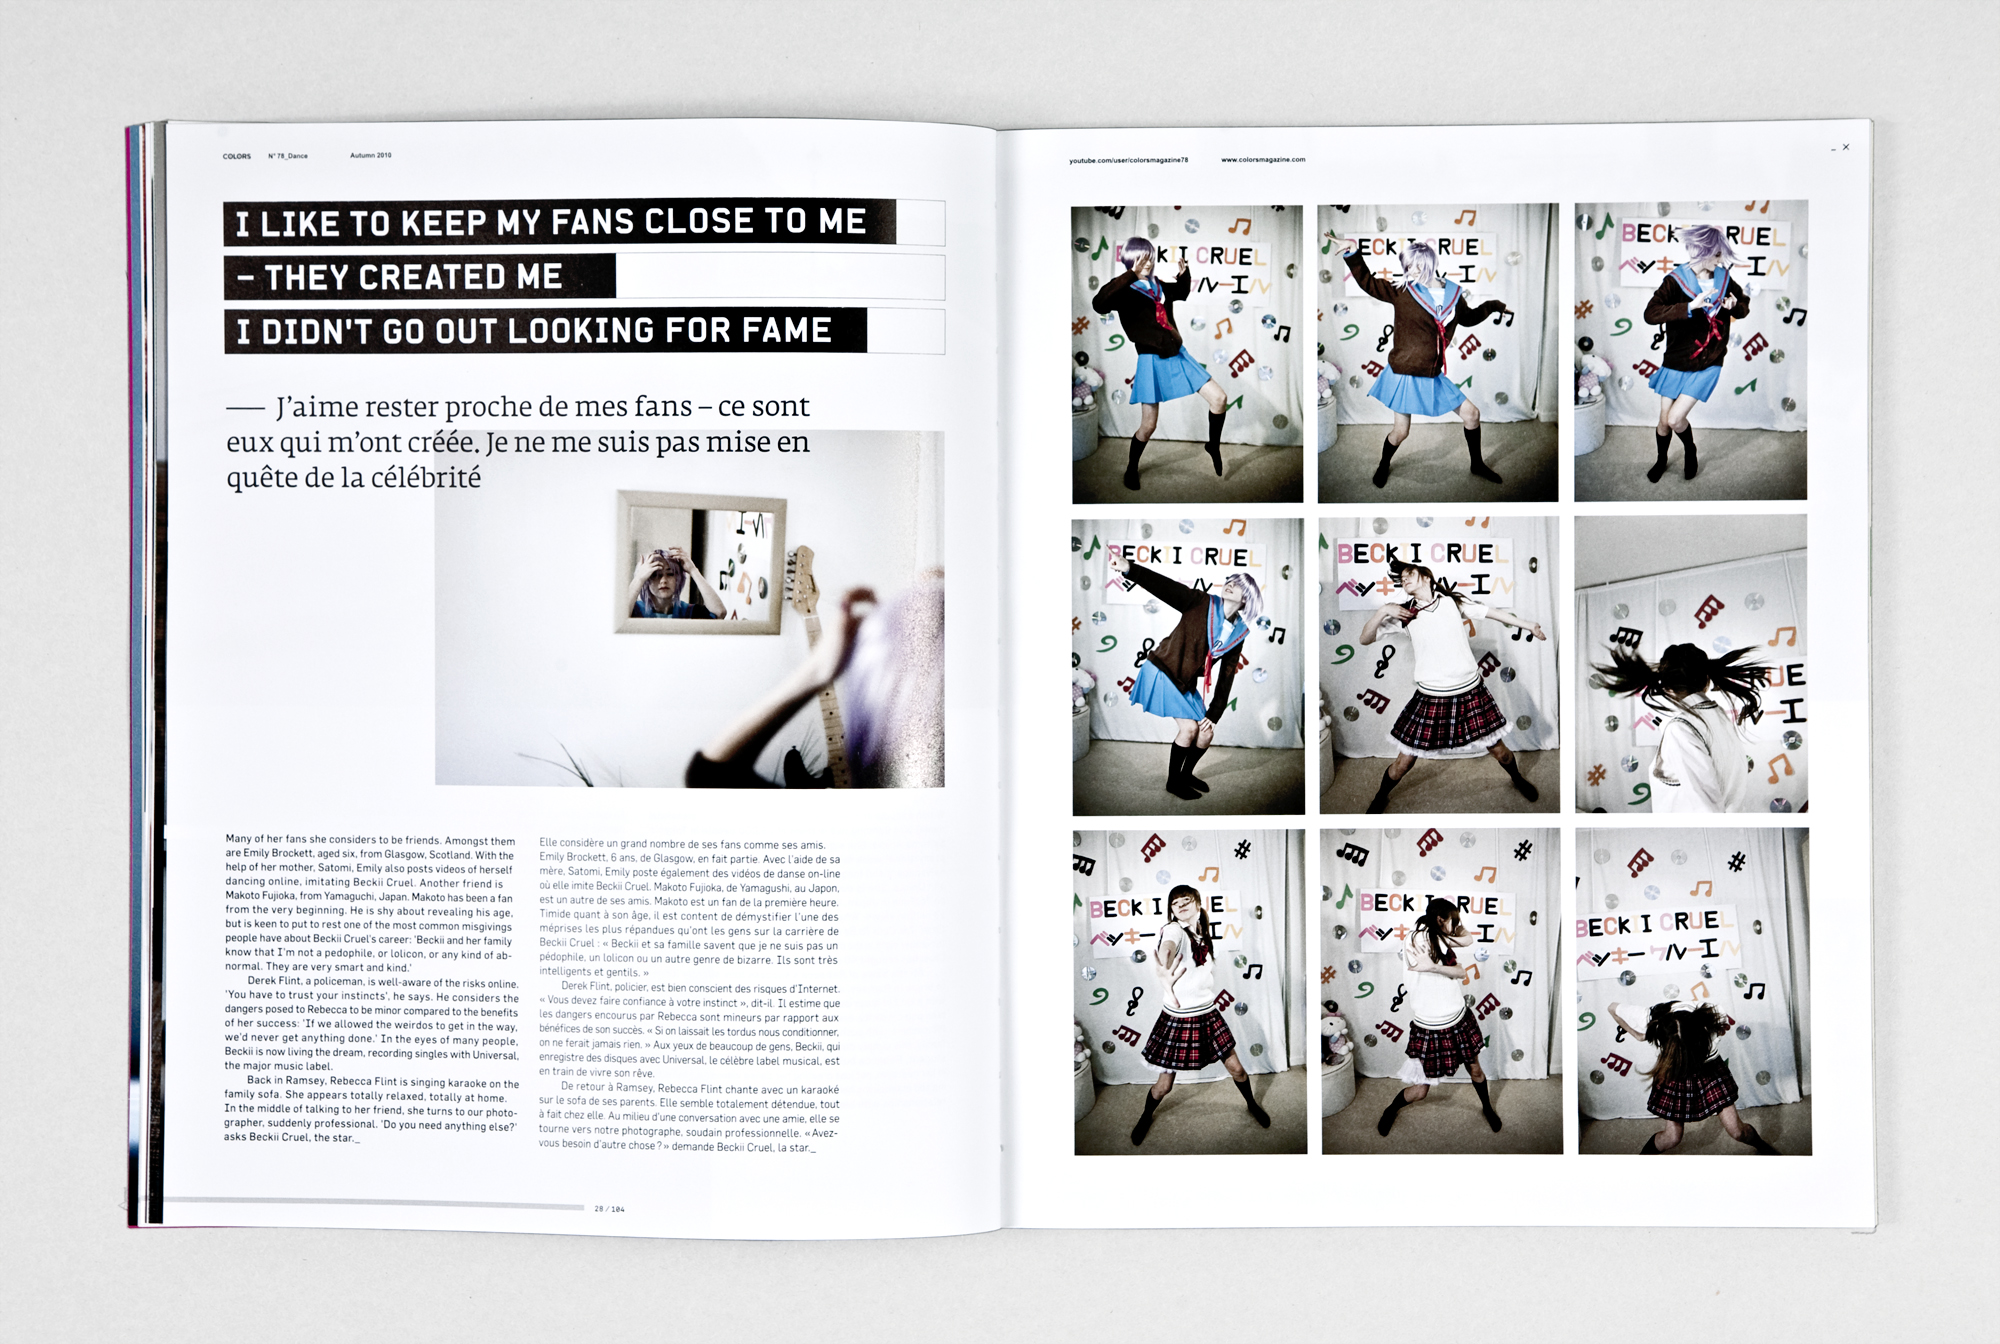 COLORS N°78_Dance Autumn 2010
I LIKE TO KEEP MY FANS CLOSE TO ME
– THEY CREATED ME
I DIDN'T GO OUT LOOKING FOR FAME
— J'aime rester proche de mes fans – ce sont
eux qui m'ont créée. Je ne me suis pas mise en
quête de la célébrité
Many of her fans she considers to be friends. Amongst them
are Emily Brockett, aged six, from Glasgow, Scotland. With the
help of her mother, Satomi, Emily also posts videos of herself
dancing online, imitating Beckii Cruel. Another friend is
Makoto Fujioka, from Yamaguchi, Japan. Makoto has been a fan
from the very beginning. He is shy about revealing his age,
but is keen to put to rest one of the most common misgivings
people have about Beckii Cruel's career: 'Beckii and her family
know that I'm not a pedophile, or lolicon, or any kind of ab-
normal. They are very smart and kind.'
Derek Flint, a policeman, is well-aware of the risks online.
'You have to trust your instincts', he says. He considers the
dangers posed to Rebecca to be minor compared to the benefits
of her success: 'If we allowed the weirdos to get in the way,
we'd never get anything done.' In the eyes of many people,
Beckii is now living the dream, recording singles with Universal,
the major music label.
Back in Ramsey, Rebecca Flint is singing karaoke on the
family sofa. She appears totally relaxed, totally at home.
In the middle of talking to her friend, she turns to our photo-
grapher, suddenly professional. 'Do you need anything else?'
asks Beckii Cruel, the star._
Elle considère un grand nombre de ses fans comme ses amis.
Emily Brockett, 6 ans, de Glasgow, en fait partie. Avec l'aide de sa
mère, Satomi, Emily poste également des vidéos de danse on-line
où elle imite Beckii Cruel. Makoto Fujioka, de Yamagushi, au Japon,
est un autre de ses amis. Makoto est un fan de la première heure.
Timide quant à son âge, il est content de démystifier l'une des
méprises les plus répandues qu'ont les gens sur la carrière de
Beckii Cruel : « Beckii et sa famille savent que je ne suis pas un
pédophile, un lolicon ou un autre genre de bizarre. Ils sont très
intelligents et gentils. »
Derek Flint, policier, est bien conscient des risques d'Internet.
« Vous devez faire confiance à votre instinct », dit-il. Il estime que
les dangers encourus par Rebecca sont mineurs par rapport aux
bénéfices de son succès. « Si on laissait les tordus nous conditionner,
on ne ferait jamais rien. » Aux yeux de beaucoup de gens, Beckii, qui
enregistre des disques avec Universal, le célèbre label musical, est
en train de vivre son rêve.
De retour à Ramsey, Rebecca Flint chante avec un karaoké
sur le sofa de ses parents. Elle semble totalement détendue, tout
à fait chez elle. Au milieu d'une conversation avec une amie, elle se
tourne vers notre photographe, soudain professionnelle. « Avez-
vous besoin d'autre chose ? » demande Beckii Cruel, la star._
28 / 104
youtube.com/user/colorsmagazine78 www.colorsmagazine.com
BECKII CRUEL
BECKII CRUEL
BECKII CRUEL
BECKII CRUEL
BECKII CRUEL
BECKII CRUEL
BECKII CRUEL
BECKII CRUEL
ベッキークルーエル